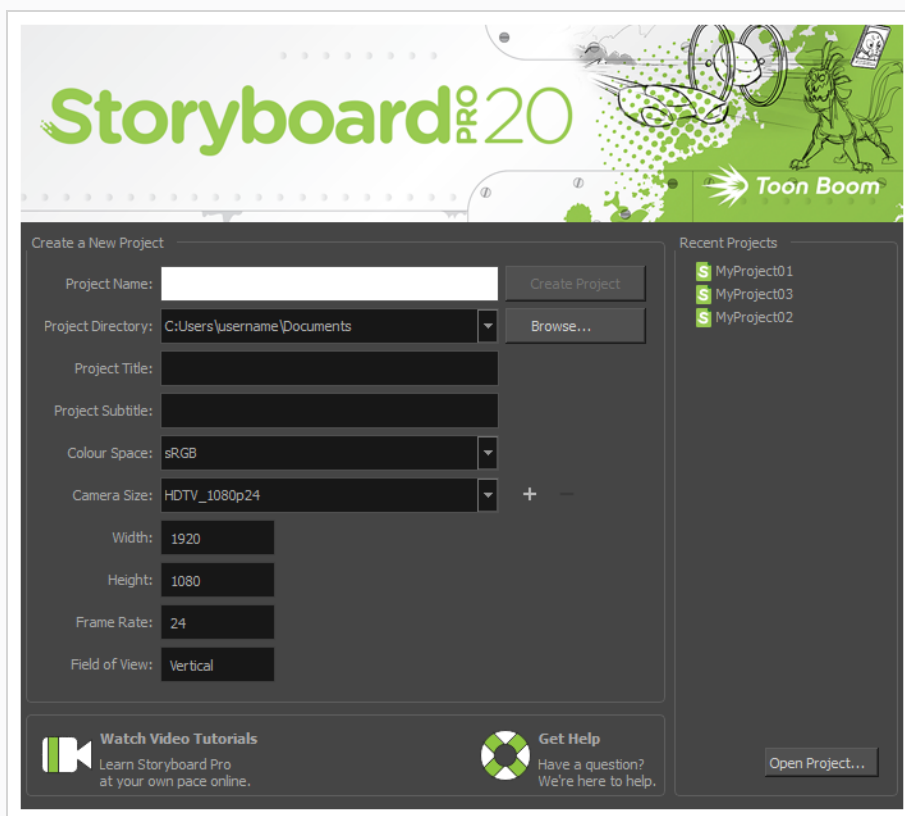 Storyboard PRO 20
Toon Boom
Create a New Project
Project Name:
Create Project
Project Directory: C:Users\username\Documents
Browse...
Project Title:
Project Subtitle:
Colour Space: sRGB
Camera Size: HDTV_1080p24
+ −
Width: 1920
Height: 1080
Frame Rate: 24
Field of View: Vertical
Watch Video Tutorials
Learn Storyboard Pro
at your own pace online.
Get Help
Have a question?
We're here to help.
Recent Projects
S MyProject01
S MyProject03
S MyProject02
Open Project...